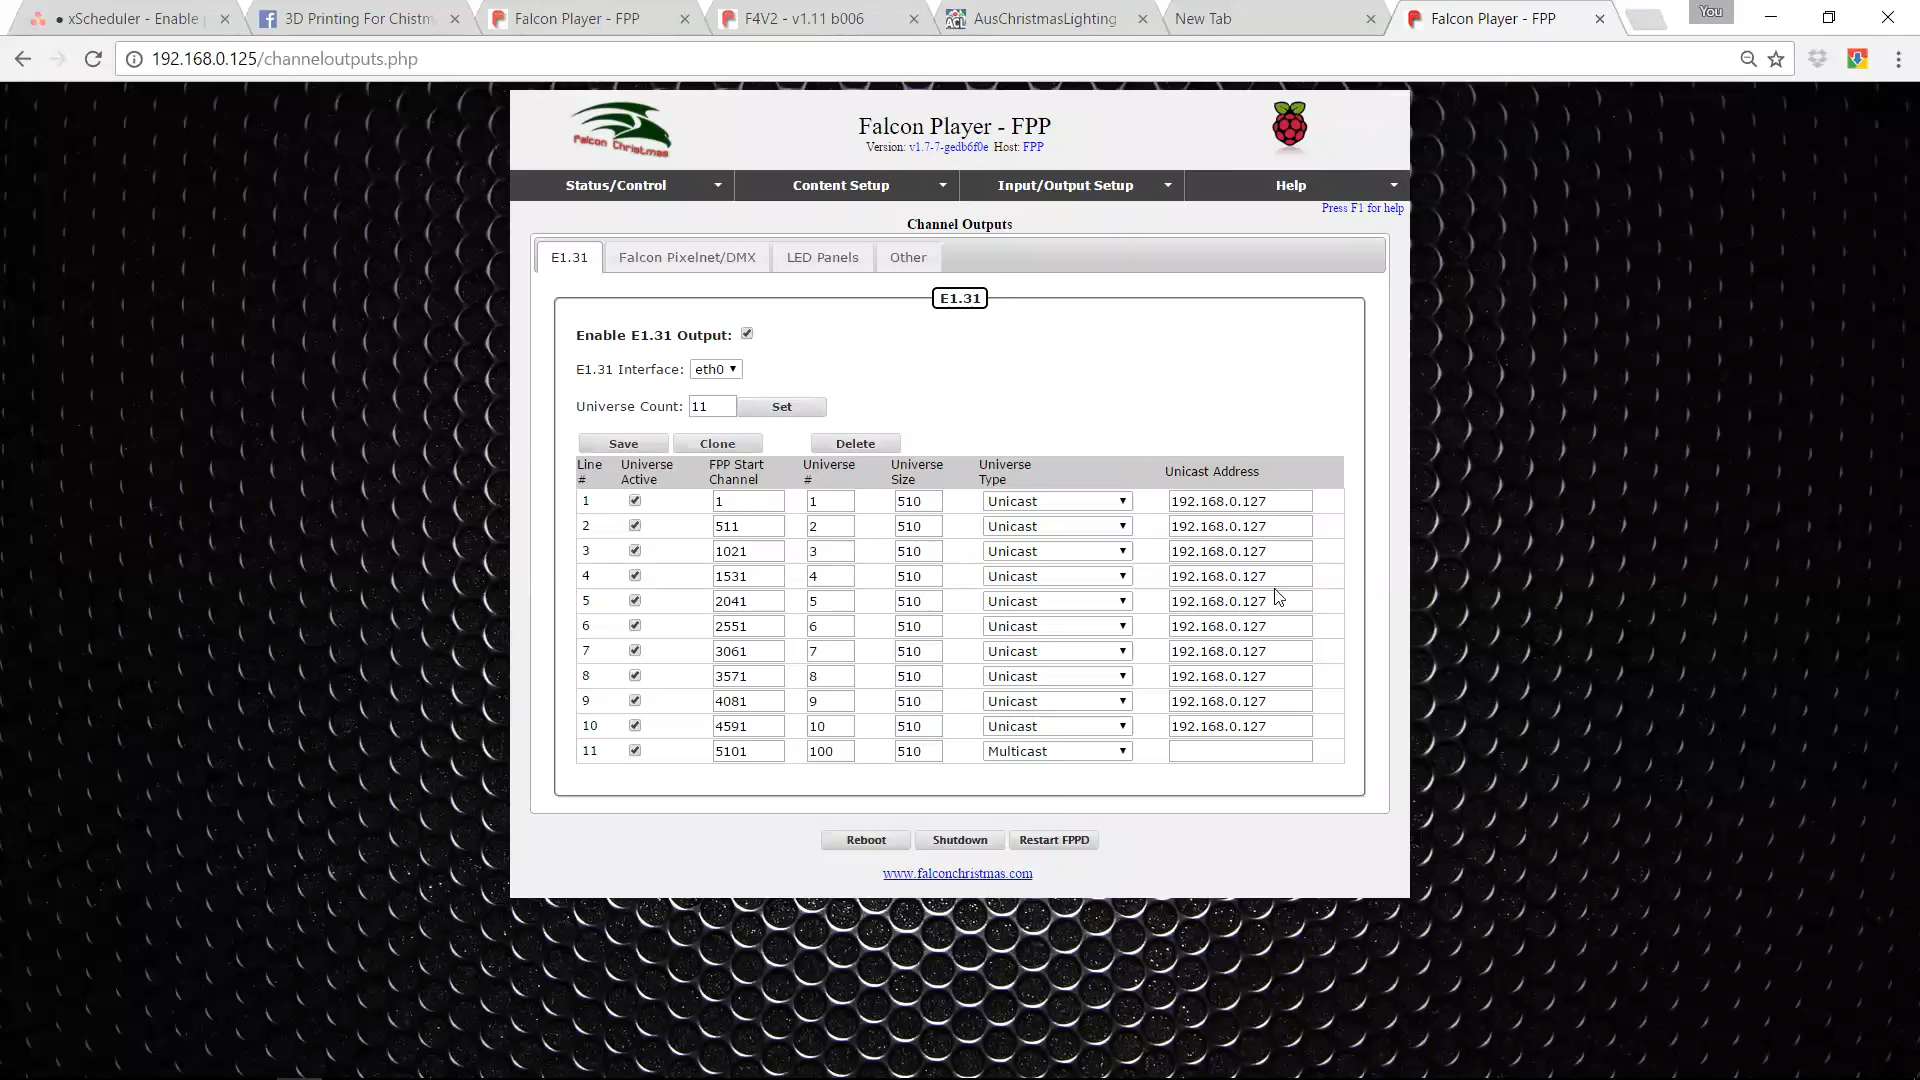 ● xScheduler - Enable
3D Printing For Chistm
Falcon Player - FPP
F4V2 - v1.11 b006
AusChristmasLighting
New Tab
Falcon Player - FPP
You
192.168.0.125/channeloutputs.php
Falcon Christmas
Falcon Player - FPP
Version: v1.7-7-gedb6f0e Host: FPP
Status/Control Content Setup Input/Output Setup Help
Press F1 for help
Channel Outputs
E1.31 Falcon Pixelnet/DMX LED Panels Other
E1.31
Enable E1.31 Output:
E1.31 Interface: eth0
Universe Count: 11 Set
Save Clone Delete
Line Universe FPP Start Universe Universe Universe Unicast Address
# Active Channel # Size Type
1 1 1 510 Unicast 192.168.0.127
2 511 2 510 Unicast 192.168.0.127
3 1021 3 510 Unicast 192.168.0.127
4 1531 4 510 Unicast 192.168.0.127
5 2041 5 510 Unicast 192.168.0.127
6 2551 6 510 Unicast 192.168.0.127
7 3061 7 510 Unicast 192.168.0.127
8 3571 8 510 Unicast 192.168.0.127
9 4081 9 510 Unicast 192.168.0.127
10 4591 10 510 Unicast 192.168.0.127
11 5101 100 510 Multicast
Reboot Shutdown Restart FPPD
www.falconchristmas.com